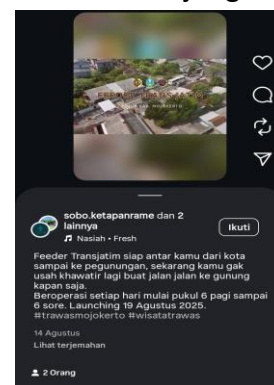 FEEDER TRANSJATIM
sobo.ketapanrame dan 2
lainnya
Nasiah • Fresh
Ikuti
Feeder Transjatim siap antar kamu dari kota
sampai ke pegunungan, sekarang kamu gak
usah khawatir lagi buat jalan jalan ke gunung
kapan saja.
Beroperasi setiap hari mulai pukul 6 pagi sampai
6 sore. Launching 19 Agustus 2025.
#trawasmojokerto #wisatatrawas
14 Agustus
Lihat terjemahan
2 Orang